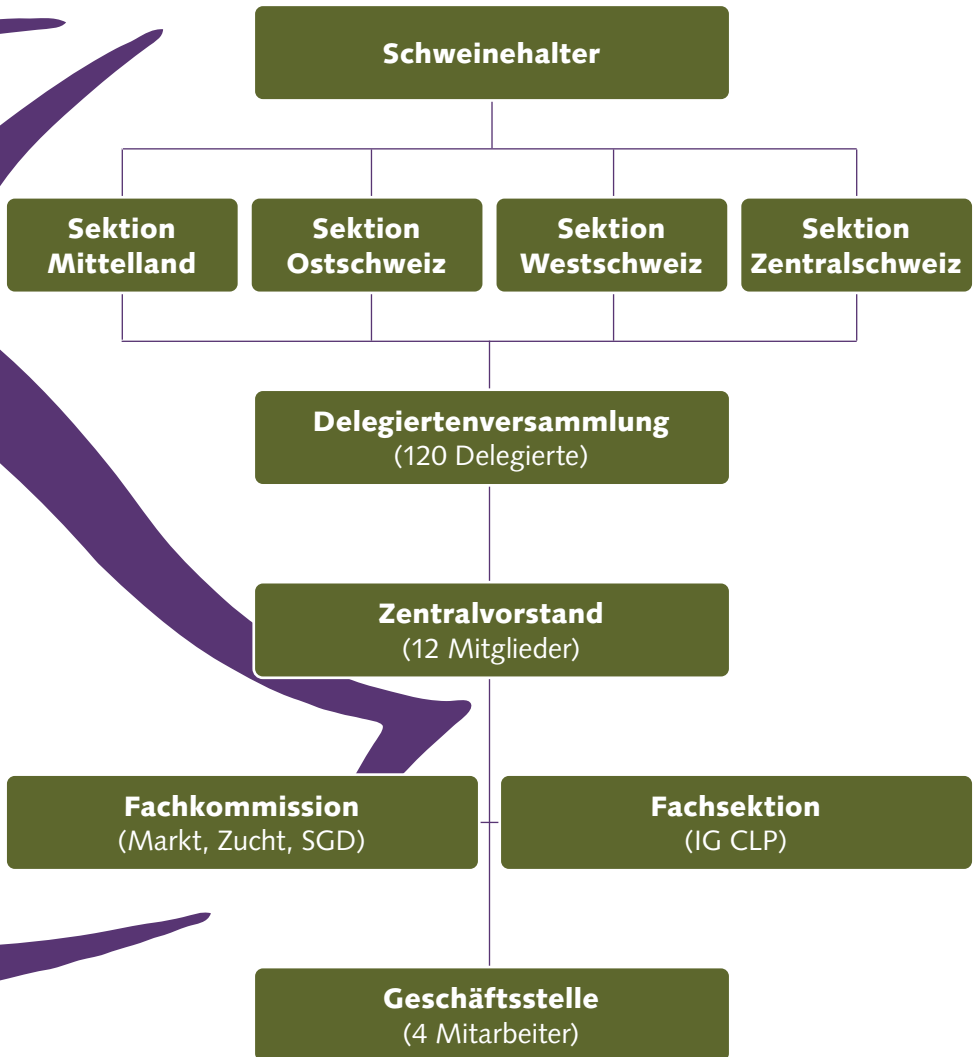 Schweinehalter
Sektion
Mittelland
Sektion
Ostschweiz
Sektion
Westschweiz
Sektion
Zentralschweiz
Delegiertenversammlung
(120 Delegierte)
Zentralvorstand
(12 Mitglieder)
Fachkommission
(Markt, Zucht, SGD)
Fachsektion
(IG CLP)
Geschäftsstelle
(4 Mitarbeiter)